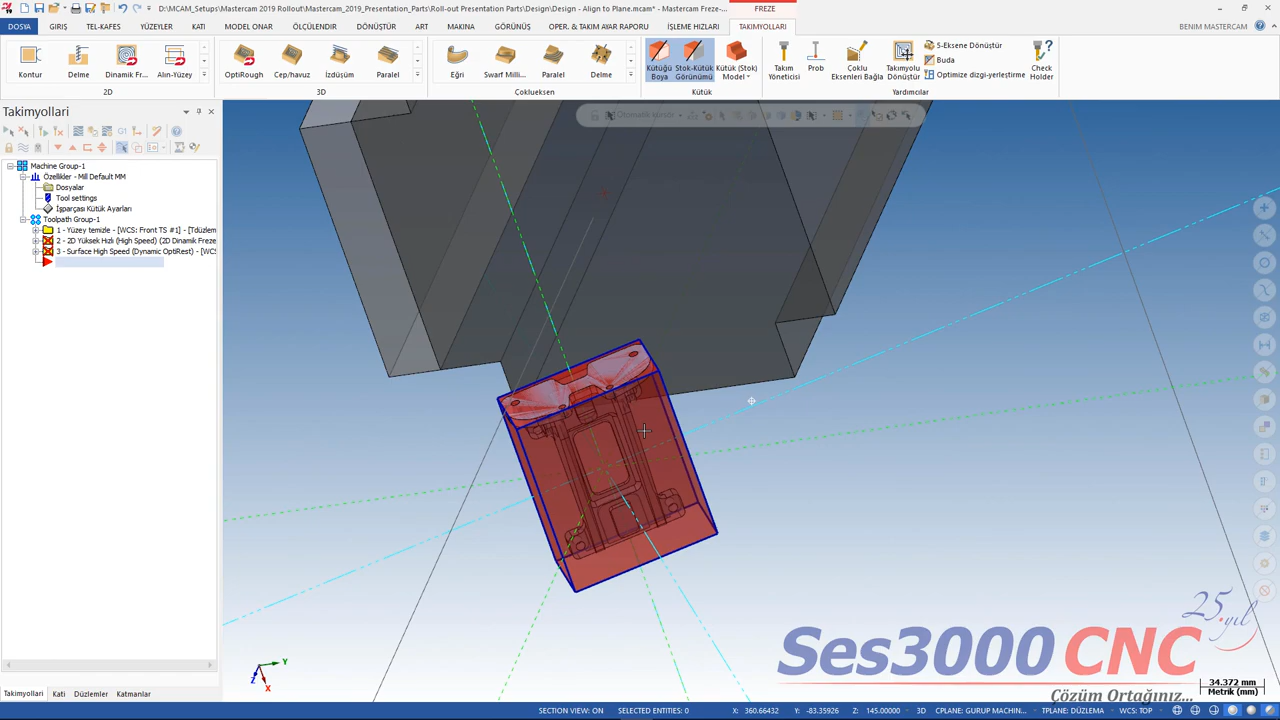 D:\MCAM_Setups\Mastercam 2019 Rollout\Mastercam_2019_Presentation_Parts\Roll-out Presentation Parts\Design\Design - Align to Plane.mcam* - Mastercam Freze-...
FREZE
DOSYA GIRIŞ TEL-KAFES YÜZEYLER KATI MODEL ONAR ÖLÇÜLENDIR DÖNÜŞTÜR ART AKINASI GÖRÜNÜŞ OPER. & TAKIM AYAR RAPORU İŞLEME HIZLARI TAKIMYOLLARI BENIM MASTERCAM
Kontur Delme Dinamik Fr... Alın-Yüzey
2D
OptiRough Cep/havuz İzdüşüm Paralel
3D
Eğri Swarf Milli... Paralel Delme
Çoklueksen
Kütüğü Boya Stok-Kütük Görünümü Kütük (Stok) Model
Kütük
Takım Yöneticisi Prob Çoklu Eksenleri Bağla Takımyolu Dönüştür
5-Eksene Dönüştür
Buda
Optimize dizgi-yerleştirme
Check Holder
Yardımcılar
Takimyollari
Otomatik sürdür
Machine Group-1
Özellikler - Mill Default MM
Dosyalar
Tool settings
İşparçası Kütük Ayarları
Toolpath Group-1
1 - Yüzey temizle - [WCS: Front TS #1] - [Tdüzlem
2 - 2D Yüksek Hızlı (High Speed) (2D Dinamik Freze
3 - Surface High Speed (Dynamic OptiRest) - [WCS
Y
Z
X
25.yıl
Ses3000 CNC
Çözüm Ortağınız...
34.372 mm
Metrik (mm)
Takimyollari Kati Düzlemler Katmanlar
SECTION VIEW: ON SELECTED ENTITIES: 0 X: 360.66432 Y: -83.35926 Z: 145.00000 3D CPLANE: GURUP MACHIN... TPLANE: DÜZLEMA WCS: TOP